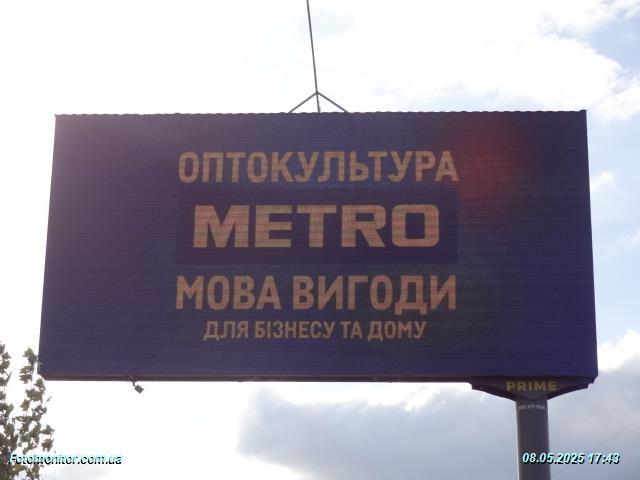 ОПТОКУЛЬТУРА
METRO
МОВА ВИГОДИ
ДЛЯ БІЗНЕСУ ТА ДОМУ
PRIME
Fotomonitor.com.ua
08.05.2025 17:43